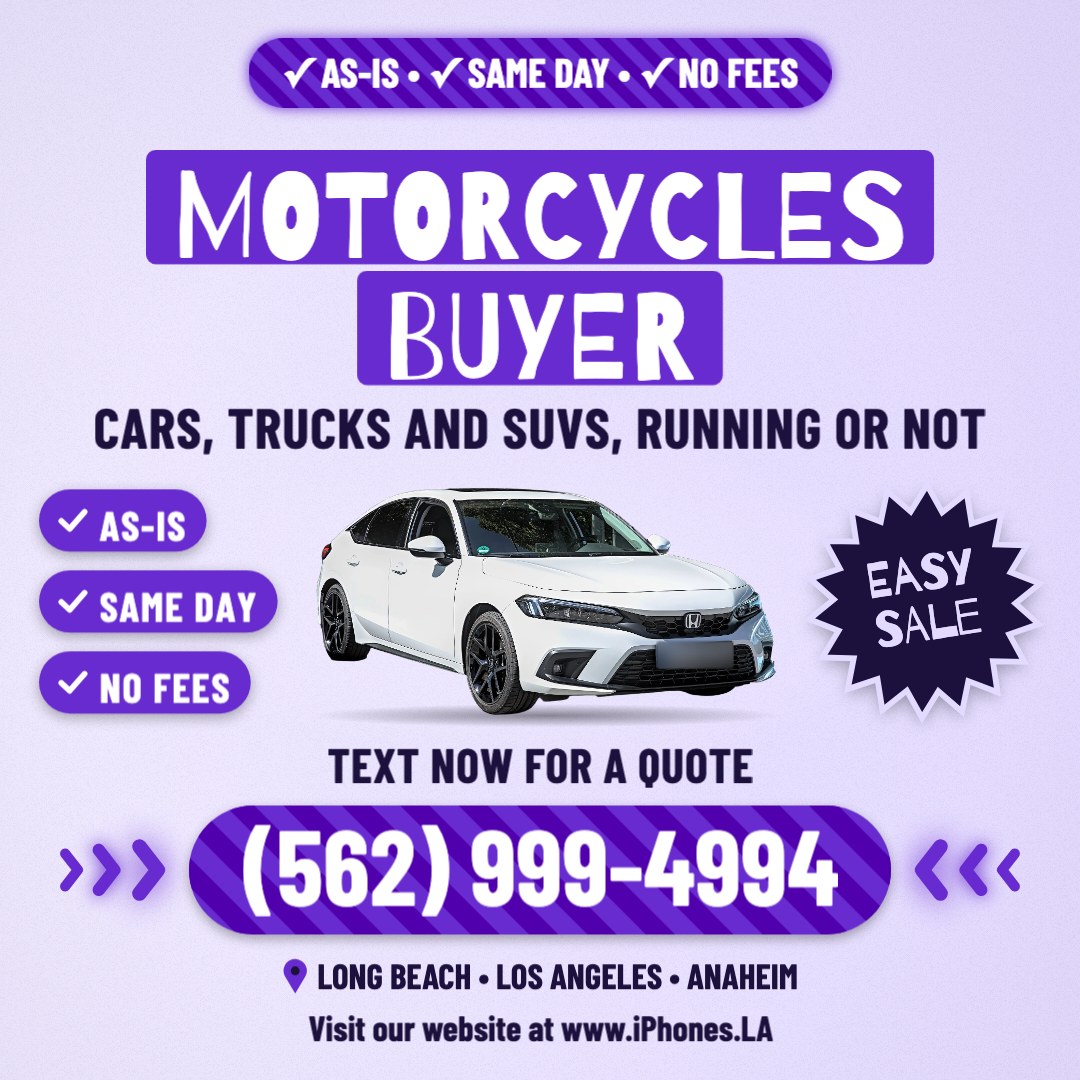 ✓ AS-IS • ✓ SAME DAY • ✓ NO FEES
MOTORCYCLES
BUYER
CARS, TRUCKS AND SUVS, RUNNING OR NOT
✓ AS-IS
✓ SAME DAY
✓ NO FEES
EASY
SALE
TEXT NOW FOR A QUOTE
(562) 999-4994
LONG BEACH • LOS ANGELES • ANAHEIM
Visit our website at www.iPhones.LA